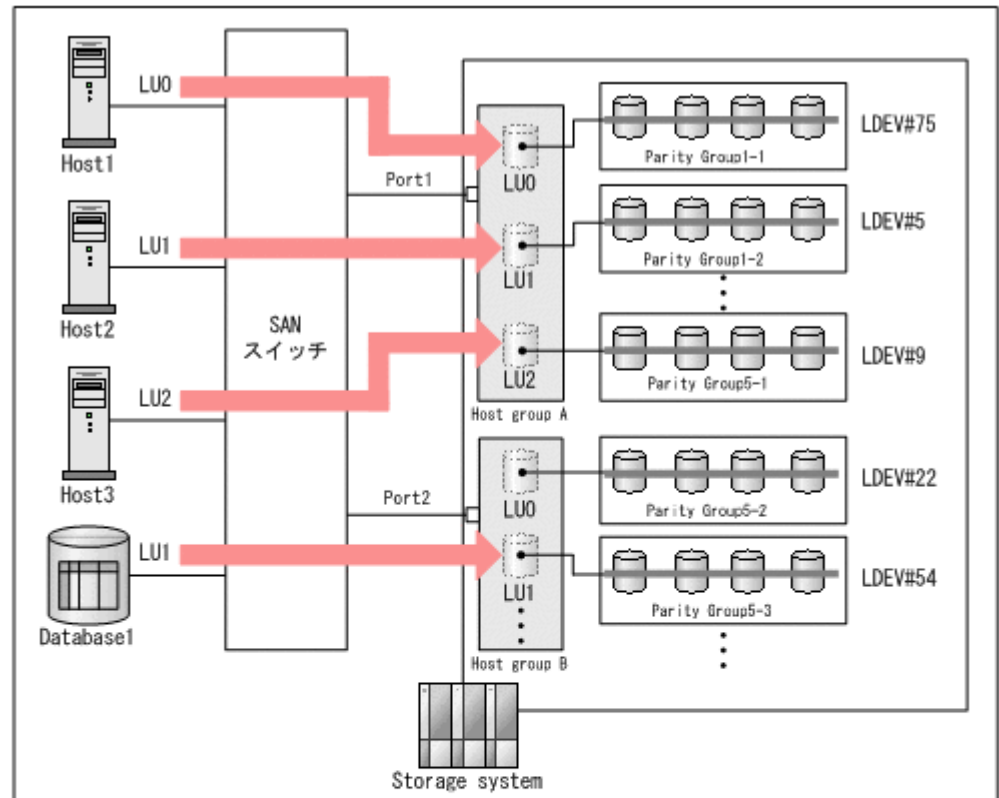 Host1
LU0
Host2
LU1
Host3
LU2
Database1
LU1
SAN
スイッチ
Port1
Port2
LU0
LU1
LU2
Host group A
LU0
LU1
Host group B
Parity Group1-1
LDEV#75
Parity Group1-2
LDEV#5
Parity Group5-1
LDEV#9
Parity Group5-2
LDEV#22
Parity Group5-3
LDEV#54
Storage system